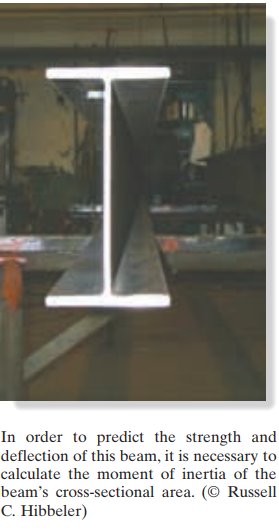 In order to predict the strength and
deflection of this beam, it is necessary to
calculate the moment of inertia of the
beam's cross-sectional area. (© Russell
C. Hibbeler)